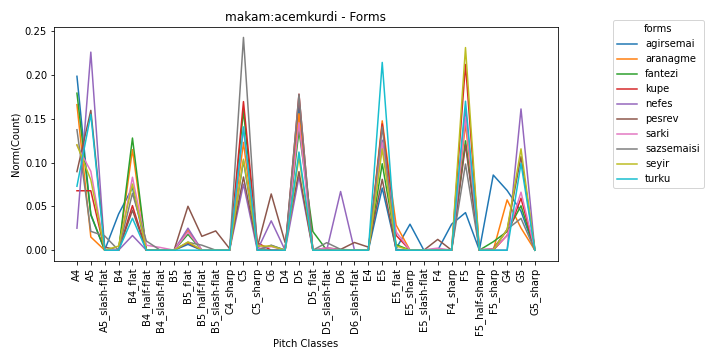 makam:acemkurdi - Forms
forms
agirsemai
aranagme
fantezi
kupe
nefes
pesrev
sarki
sazsemaisi
seyir
turku
Norm(Count)
0.25
0.20
0.15
0.10
0.05
0.00
A4
A5
A5_slash-flat
B4
B4_flat
B4_half-flat
B4_slash-flat
B5
B5_flat
B5_half-flat
B5_slash-flat
C4_sharp
C5
C5_sharp
C6
D4
D5
D5_flat
D5_slash-flat
D6
D6_slash-flat
E4
E5
E5_flat
E5_sharp
E5_slash-flat
F4
F4_sharp
F5
F5_half-sharp
F5_sharp
G4
G5
G5_sharp
Pitch Classes